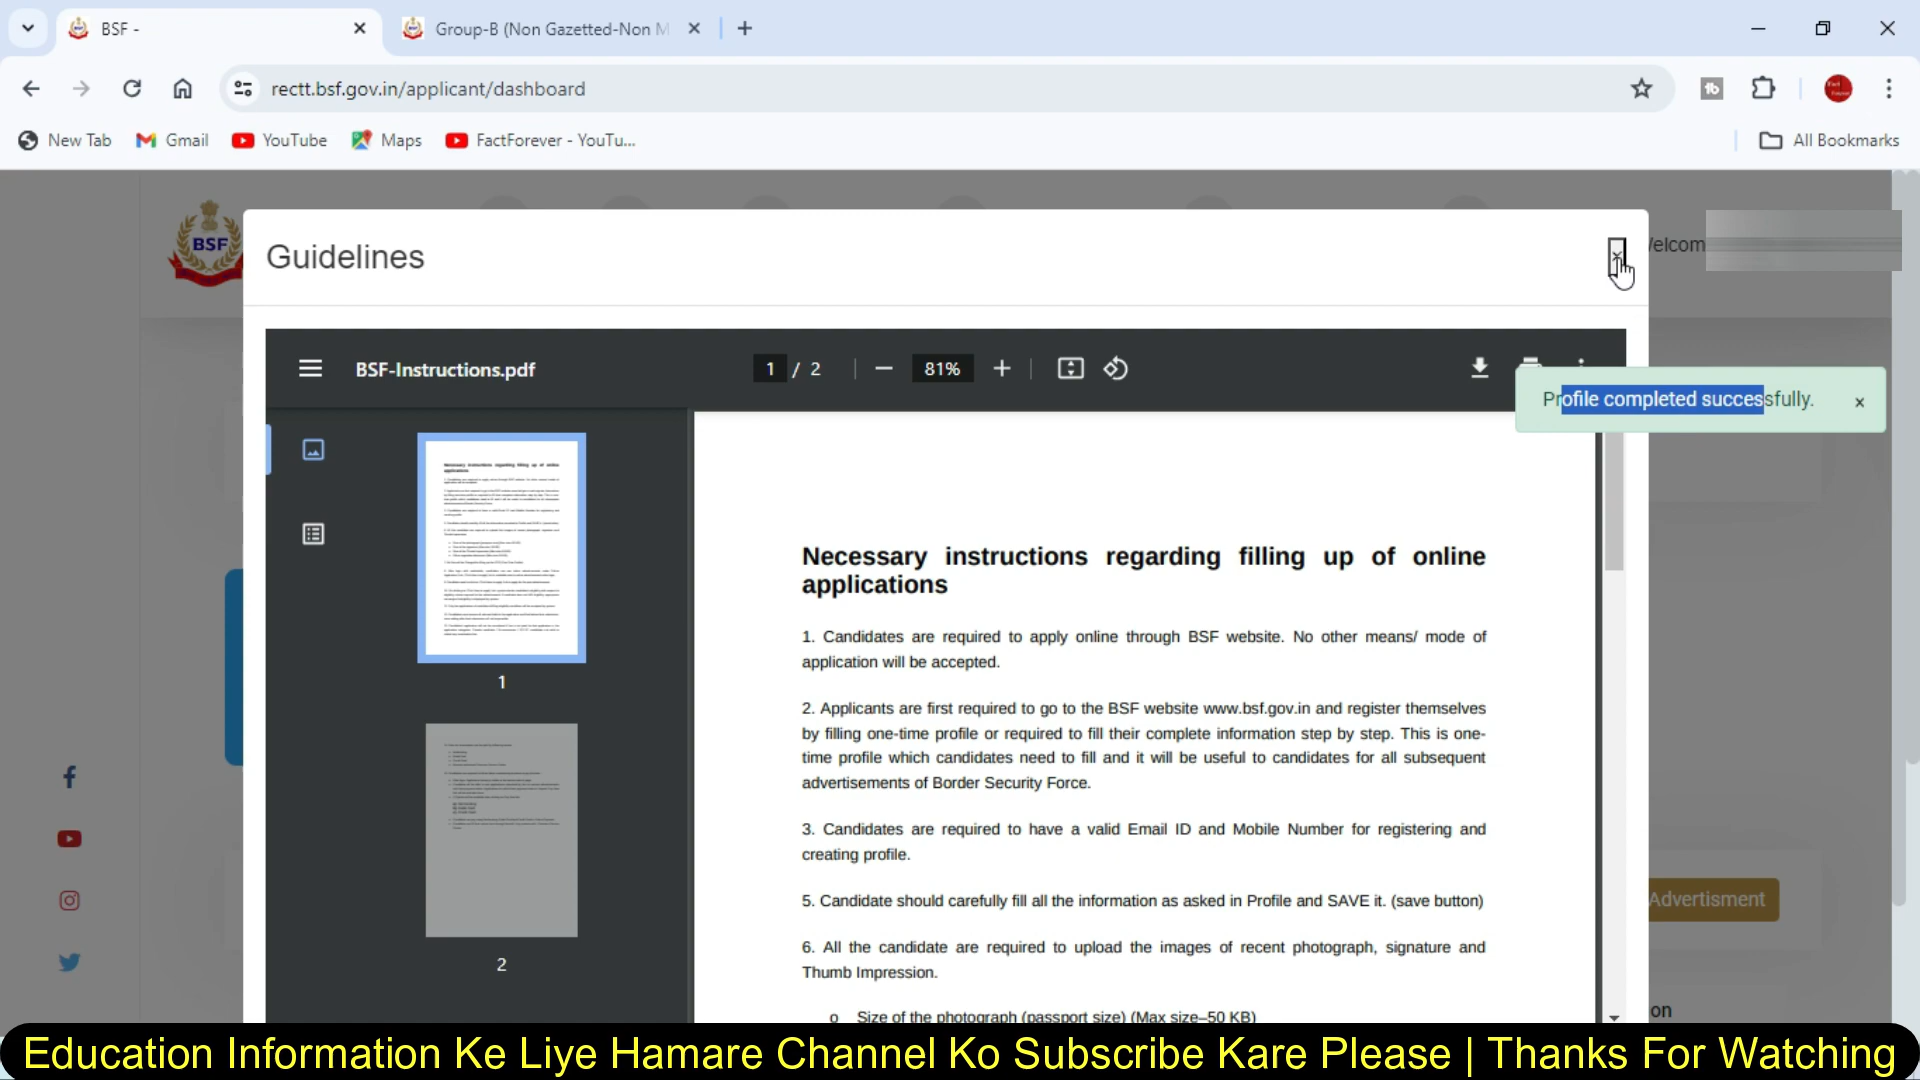 BSF -
Group-B (Non Gazetted-Non M
rectt.bsf.gov.in/applicant/dashboard
New Tab
Gmail
YouTube
Maps
FactForever - YouTu...
All Bookmarks
BSF
Guidelines
elcom
BSF-Instructions.pdf
1 / 2
81%
Profile completed successfully.
1
2
Necessary instructions regarding filling up of online
applications
1. Candidates are required to apply online through BSF website. No other means/ mode of
application will be accepted.
2. Applicants are first required to go to the BSF website www.bsf.gov.in and register themselves
by filling one-time profile or required to fill their complete information step by step. This is one-
time profile which candidates need to fill and it will be useful to candidates for all subsequent
advertisements of Border Security Force.
3. Candidates are required to have a valid Email ID and Mobile Number for registering and
creating profile.
5. Candidate should carefully fill all the information as asked in Profile and SAVE it. (save button)
6. All the candidate are required to upload the images of recent photograph, signature and
Thumb Impression.
o Size of the photograph (passport size) (Max size–50 KB)
Advertisment
on
Education Information Ke Liye Hamare Channel Ko Subscribe Kare Please | Thanks For Watching